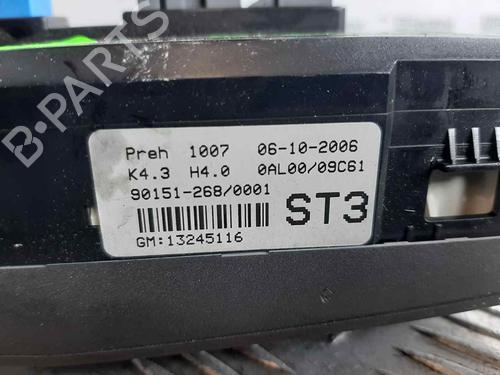 Preh 1007 06-10-2006
K4.3 H4.0 0AL00/09C61
90151-268/0001
ST3
GM:13245116
B-PARTS